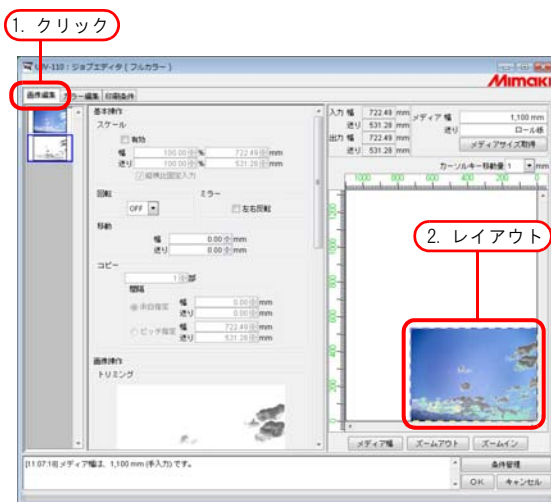 1. クリック
UJV-110 : ジョブエディタ ( フルカラー )
Mimaki
画像編集 カラー編集 印刷条件
基本操作
スケール
有効
幅 100.00 % 722.49 mm
送り 100.00 % 531.28 mm
縦横比固定入力
回転 ミラー
OFF 左右反転
移動
幅 0.00 mm
送り 0.00 mm
コピー
1 部
間隔
余白指定 幅 0.00 mm
送り 0.00 mm
ピッチ指定 幅 722.49 mm
送り 531.28 mm
画像操作
トリミング
入力 幅 722.49 mm
送り 531.28 mm
出力 幅 722.49 mm
送り 531.28 mm
メディア 幅 1,100 mm
送り ロール紙
メディアサイズ取得
カーソルキー移動量 1 mm
1000 800 600 400 200 0
1200
1000
800
600
400
200
0
2. レイアウト
メディア幅 ズームアウト ズームイン
[11:07:18] メディア幅は、1,100 mm (手入力) です。
条件管理
OK キャンセル